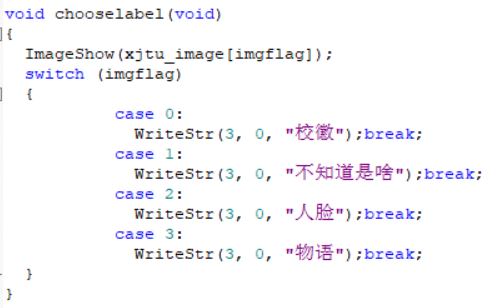 void chooselabel(void)
{
ImageShow(xjtu_image[imgflag]);
switch (imgflag)
{
case 0:
WriteStr(3, 0, "校徽");break;
case 1:
WriteStr(3, 0, "不知道是啥");break;
case 2:
WriteStr(3, 0, "人脸");break;
case 3:
WriteStr(3, 0, "物语");break;
}
}